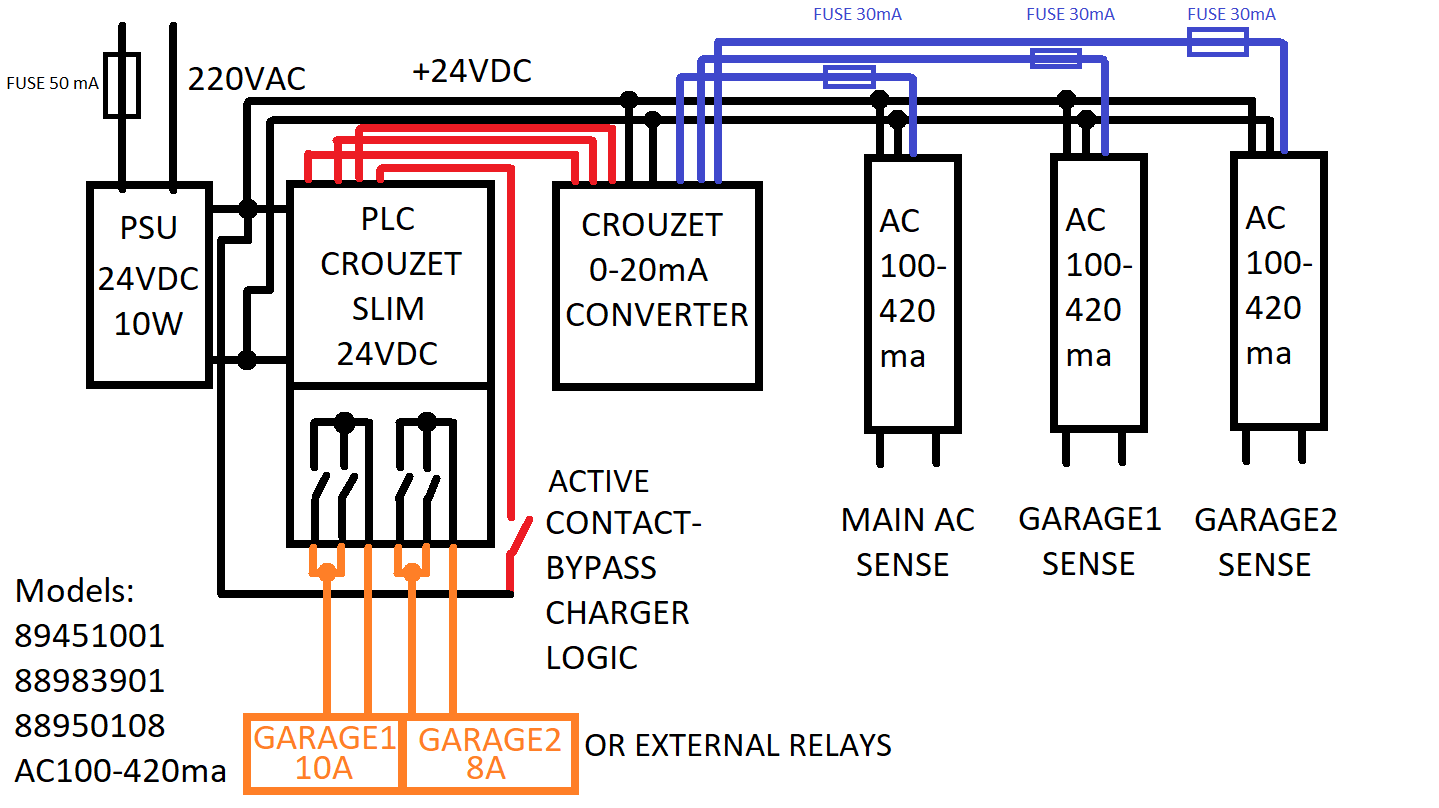 FUSE 30mA
FUSE 30mA
FUSE 30mA
FUSE 50 mA
220VAC
+24VDC
PSU
24VDC
10W
PLC
CROUZET
SLIM
24VDC
CROUZET
0-20mA
CONVERTER
AC
100-
420
ma
AC
100-
420
ma
AC
100-
420
ma
ACTIVE
CONTACT-
BYPASS
CHARGER
LOGIC
MAIN AC
SENSE
GARAGE1
SENSE
GARAGE2
SENSE
Models:
89451001
88983901
88950108
AC100-420ma
GARAGE1
10A
GARAGE2
8A
OR EXTERNAL RELAYS